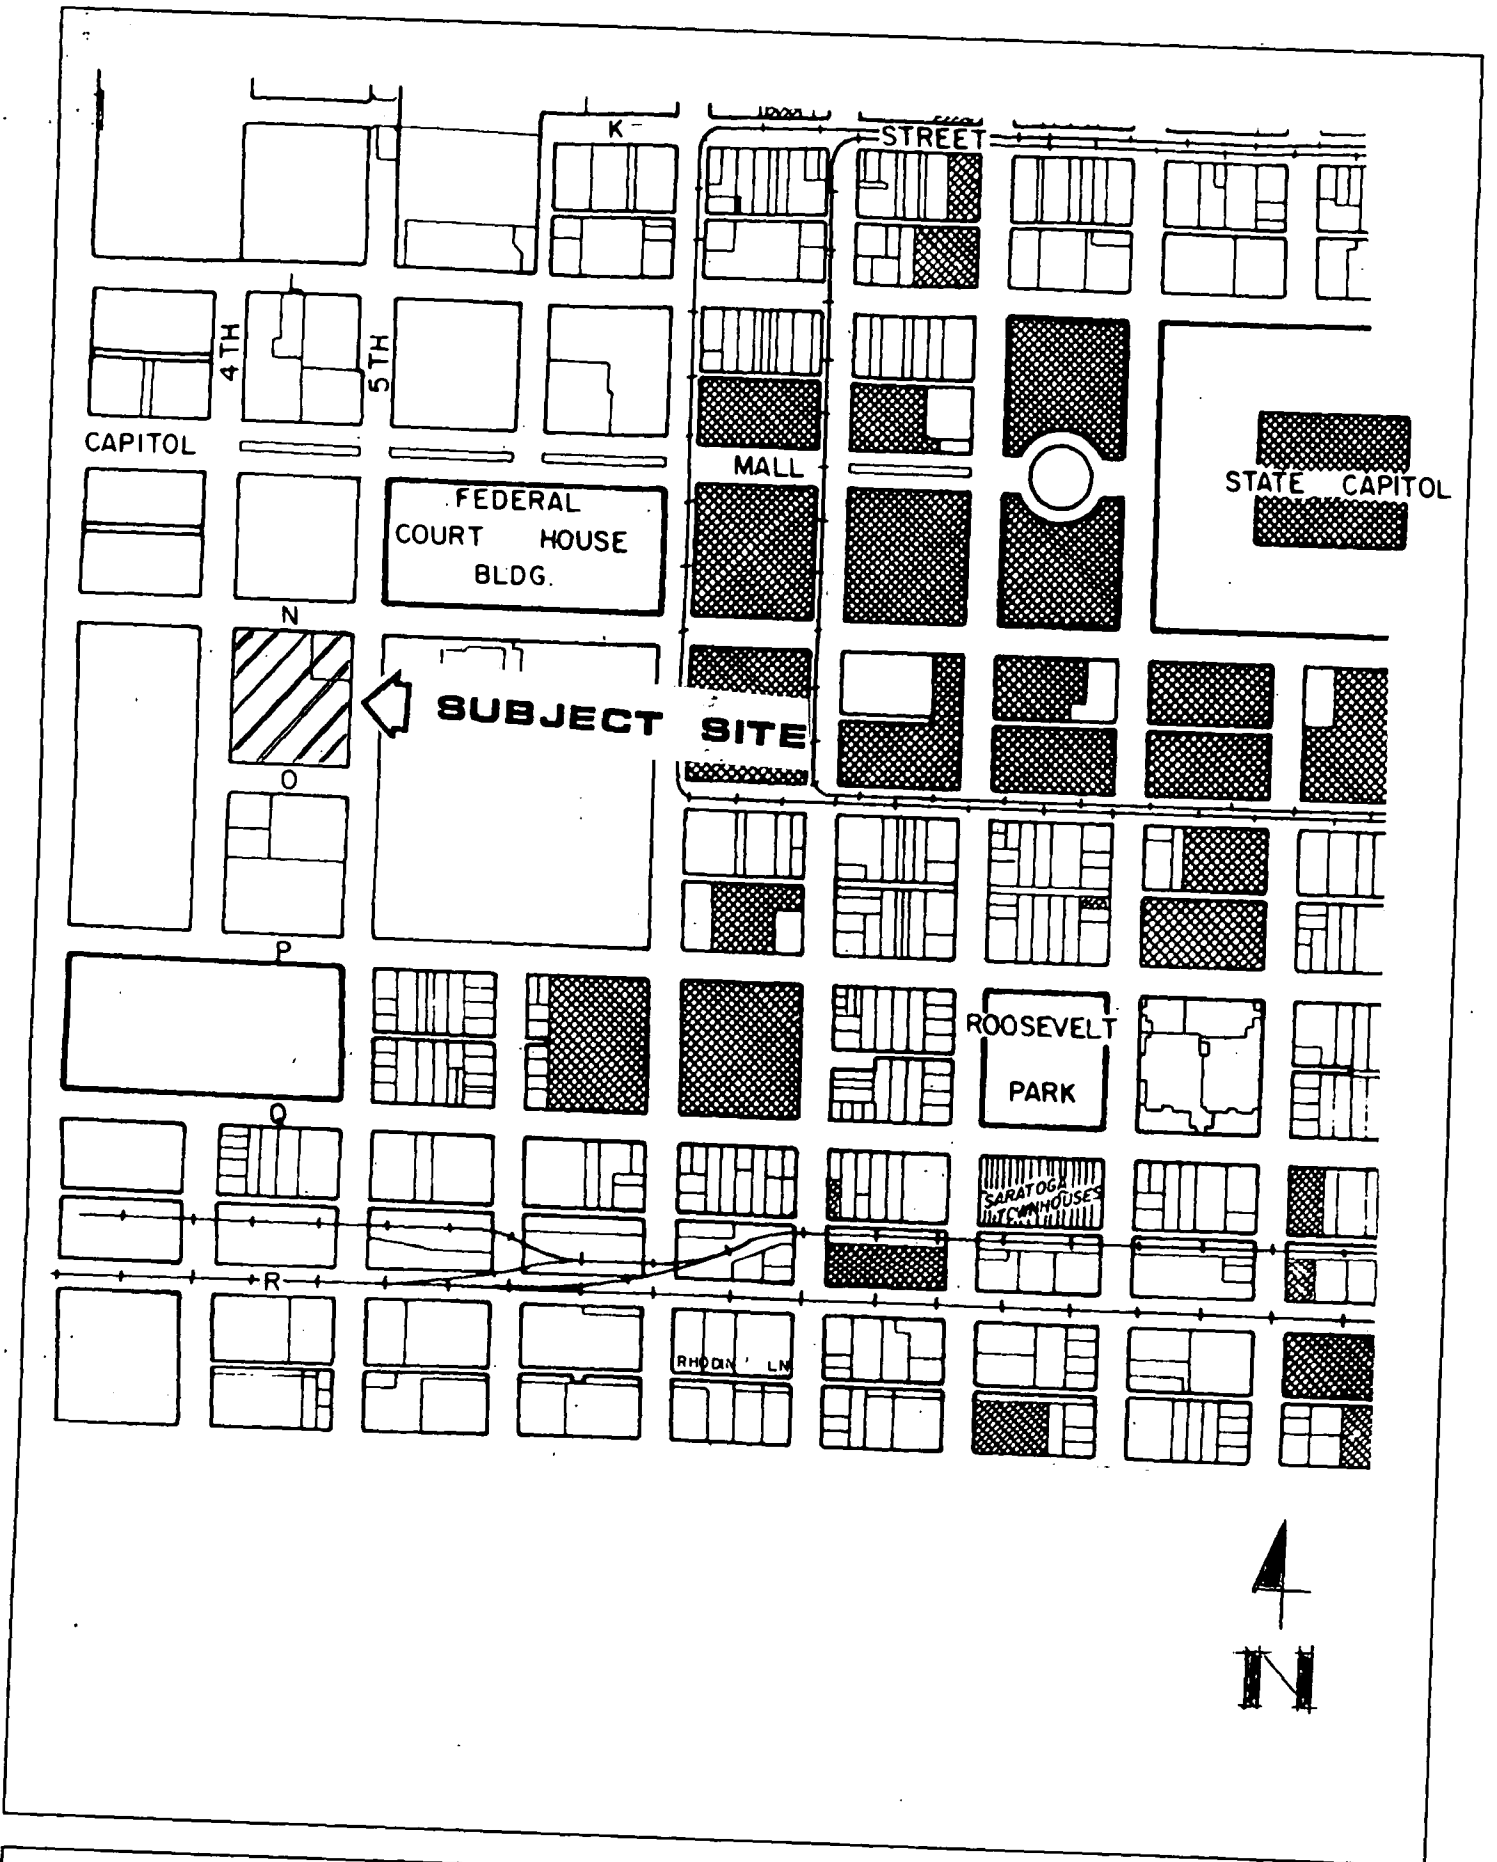 K
STREET
L
4TH
5TH
CAPITOL
MALL
STATE CAPITOL
FEDERAL
COURT HOUSE
BLDG.
N
SUBJECT SITE
O
P
ROOSEVELT
PARK
Q
SARATOGA
TOWNHOUSES
R
RHODIN' LN
N